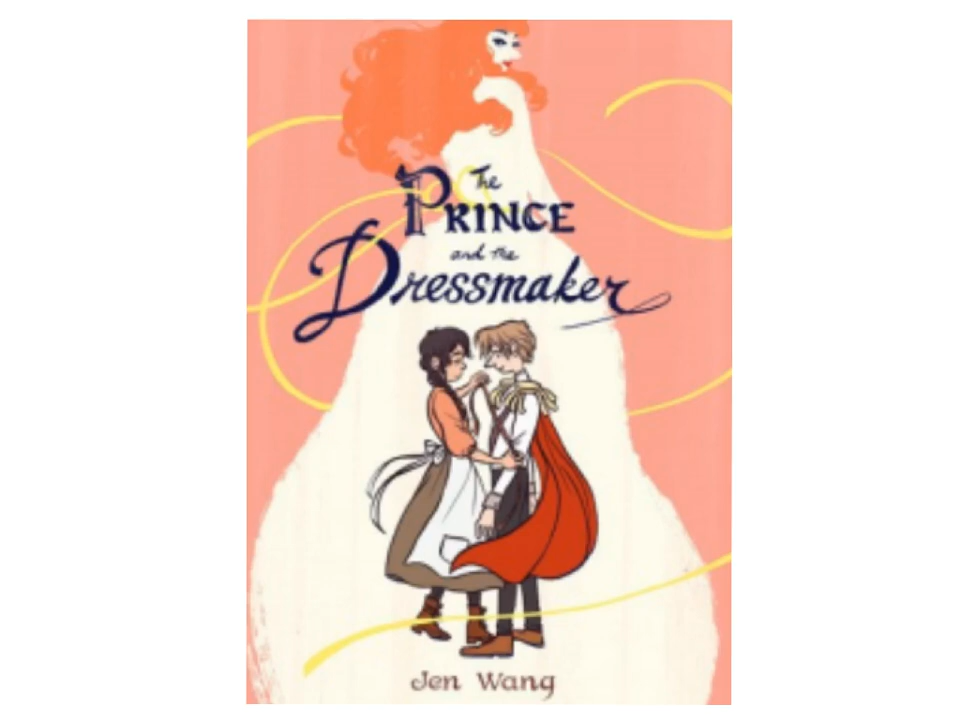 The
PRINCE
and the
Dressmaker
Jen Wang